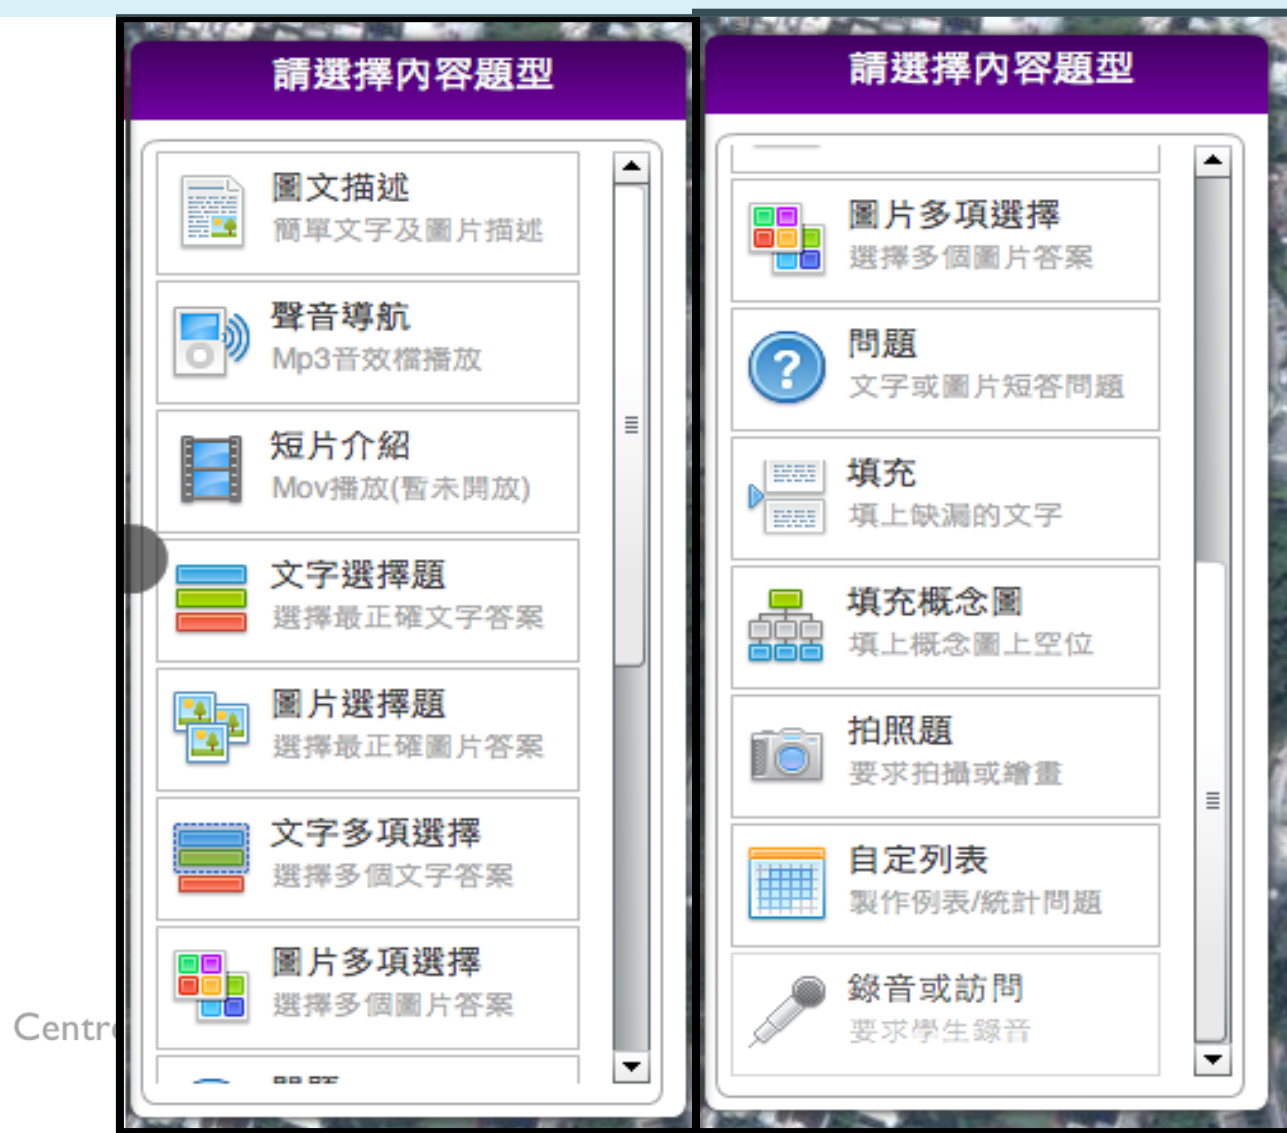 請選擇內容題型
圖文描述
簡單文字及圖片描述
聲音導航
Mp3音效檔播放
短片介紹
Mov播放(暫未開放)
文字選擇題
選擇最正確文字答案
圖片選擇題
選擇最正確圖片答案
文字多項選擇
選擇多個文字答案
圖片多項選擇
選擇多個圖片答案
請選擇內容題型
圖片多項選擇
選擇多個圖片答案
問題
文字或圖片短答問題
填充
填上缺漏的文字
填充概念圖
填上概念圖上空位
拍照題
要求拍攝或繪畫
自定列表
製作例表/統計問題
錄音或訪問
要求學生錄音